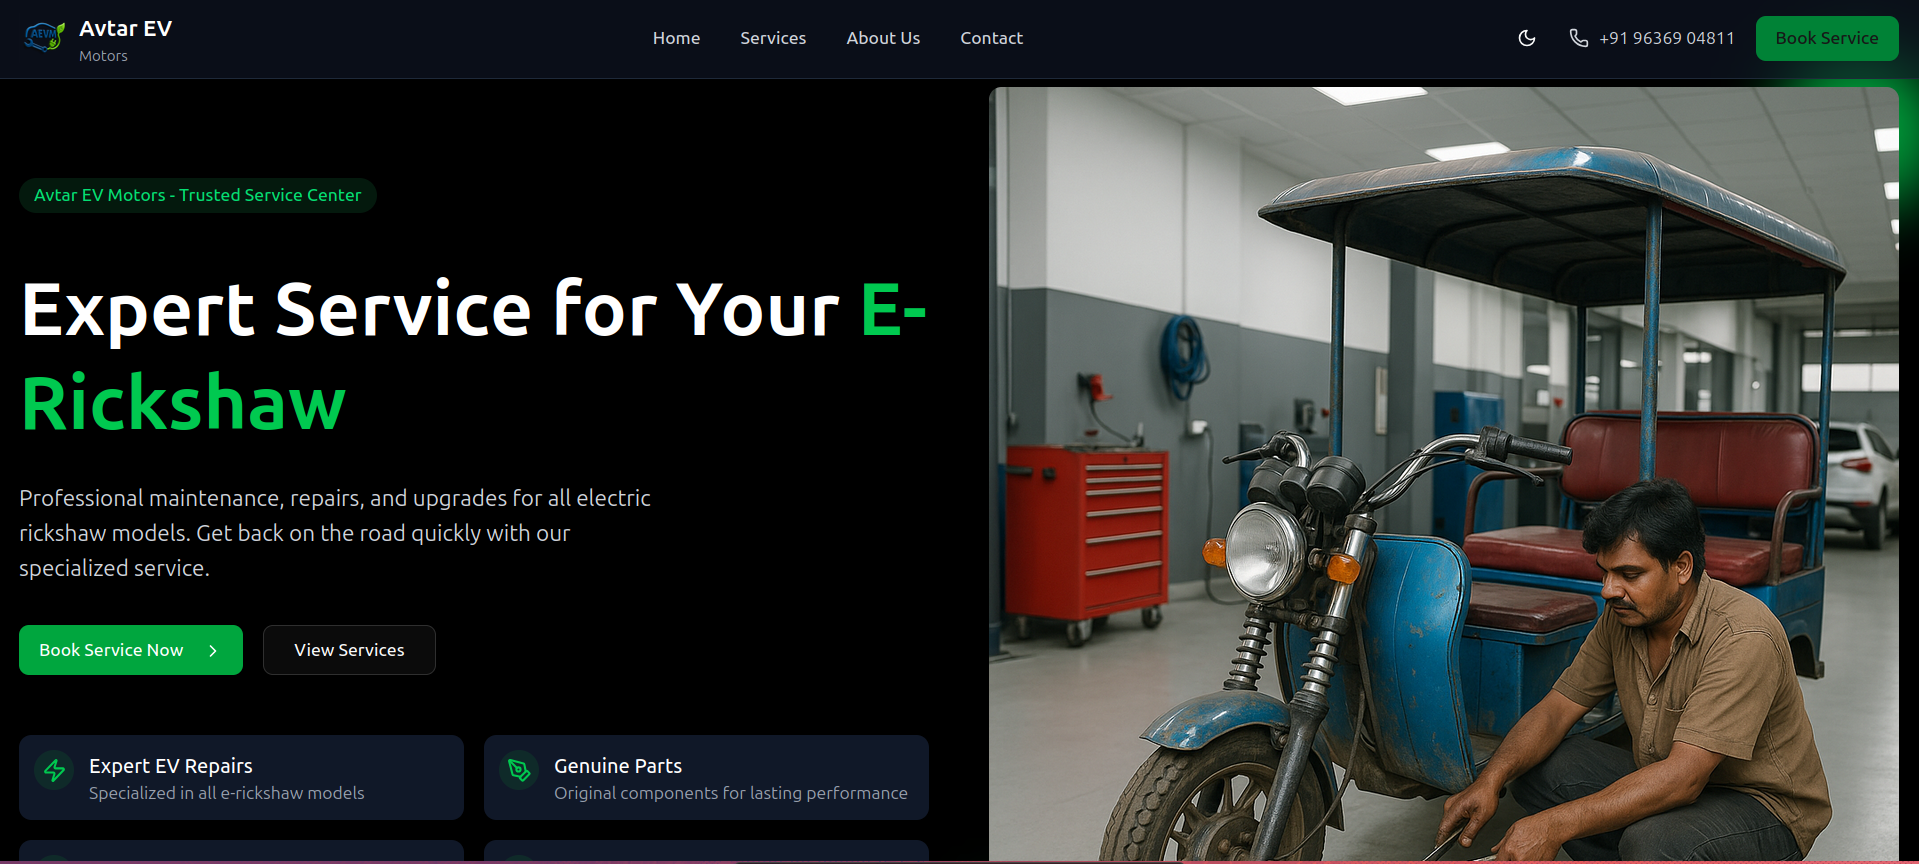 AEVM
Avtar EV
Motors
Home
Services
About Us
Contact
+91 96369 04811
Book Service
Avtar EV Motors - Trusted Service Center
Expert Service for Your E-
Rickshaw
Professional maintenance, repairs, and upgrades for all electric
rickshaw models. Get back on the road quickly with our
specialized service.
Book Service Now
View Services
Expert EV Repairs
Specialized in all e-rickshaw models
Genuine Parts
Original components for lasting performance